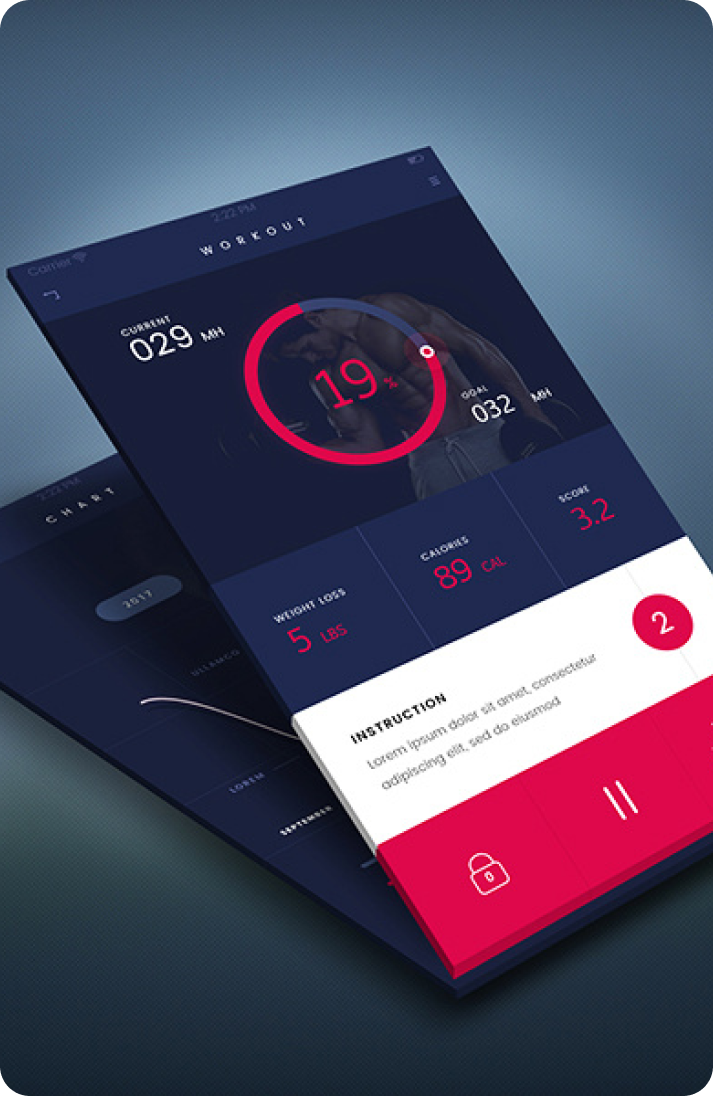 2:22 PM
Carrier
WORKOUT
CURRENT
029 MH
19 %
GOAL
032 MH
WEIGHT LOSS
5 LBS
CALORIES
89 CAL
SCORE
3.2
INSTRUCTION
Lorem ipsum dolor sit amet, consectetur
adipiscing elit, sed do eiusmod
2
2:22 PM
CHART
2017
ULLAMCO
LOREM
SEPTEMBER